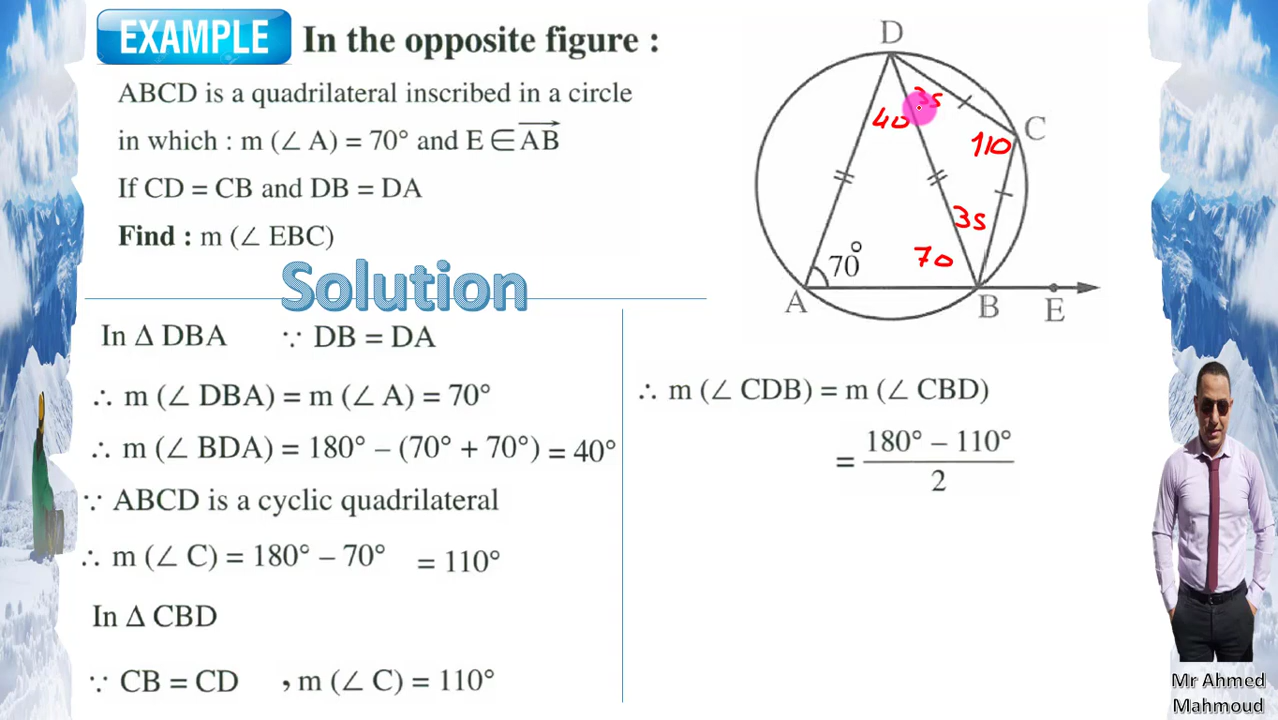 EXAMPLE In the opposite figure :
ABCD is a quadrilateral inscribed in a circle
in which : m (∠ A) = 70° and E ∈ $\overrightarrow{AB}$
If CD = CB and DB = DA
Find : m (∠ EBC)
Solution
In Δ DBA ∵ DB = DA
∴ m (∠ DBA) = m (∠ A) = 70°
∴ m (∠ BDA) = 180° – (70° + 70°) = 40°
∵ ABCD is a cyclic quadrilateral
∴ m (∠ C) = 180° – 70° = 110°
In Δ CBD
∵ CB = CD , m (∠ C) = 110°
D
35
40
C
110
35
70°
70
A
B
E
∴ m (∠ CDB) = m (∠ CBD)
= $\frac{180° – 110°}{2}$
Mr Ahmed
Mahmoud